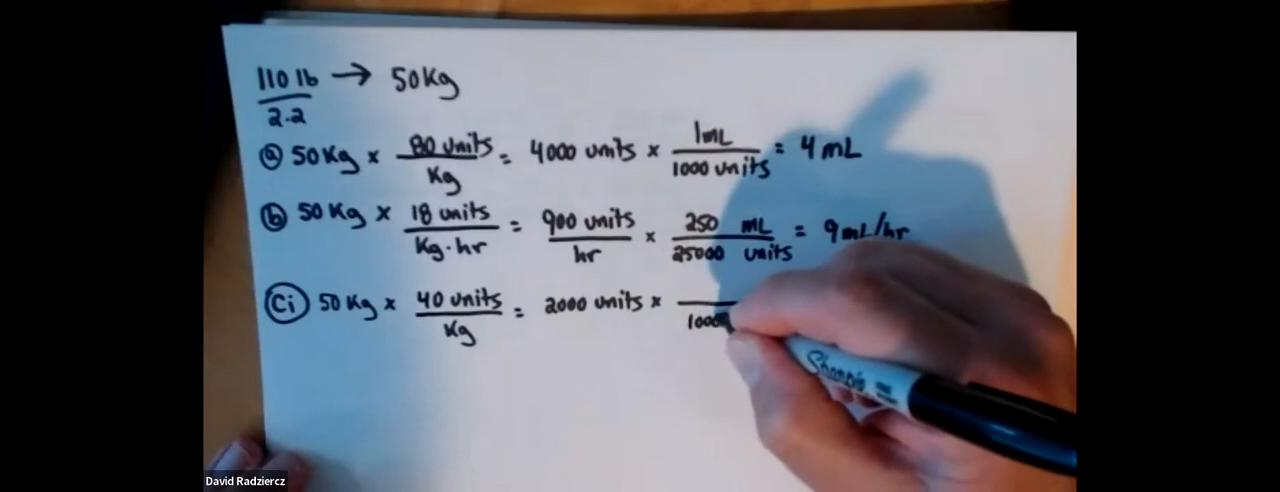 110 lb → 50 Kg
2.2
ⓐ 50 Kg × 80 units / Kg = 4000 units × 1 mL / 1000 units = 4 mL
ⓑ 50 Kg × 18 units / Kg·hr = 900 units / hr × 250 mL / 25000 units = 9 mL/hr
Ci 50 Kg × 40 units / Kg = 2000 units × / 1000
Sharpie
David Radziercz